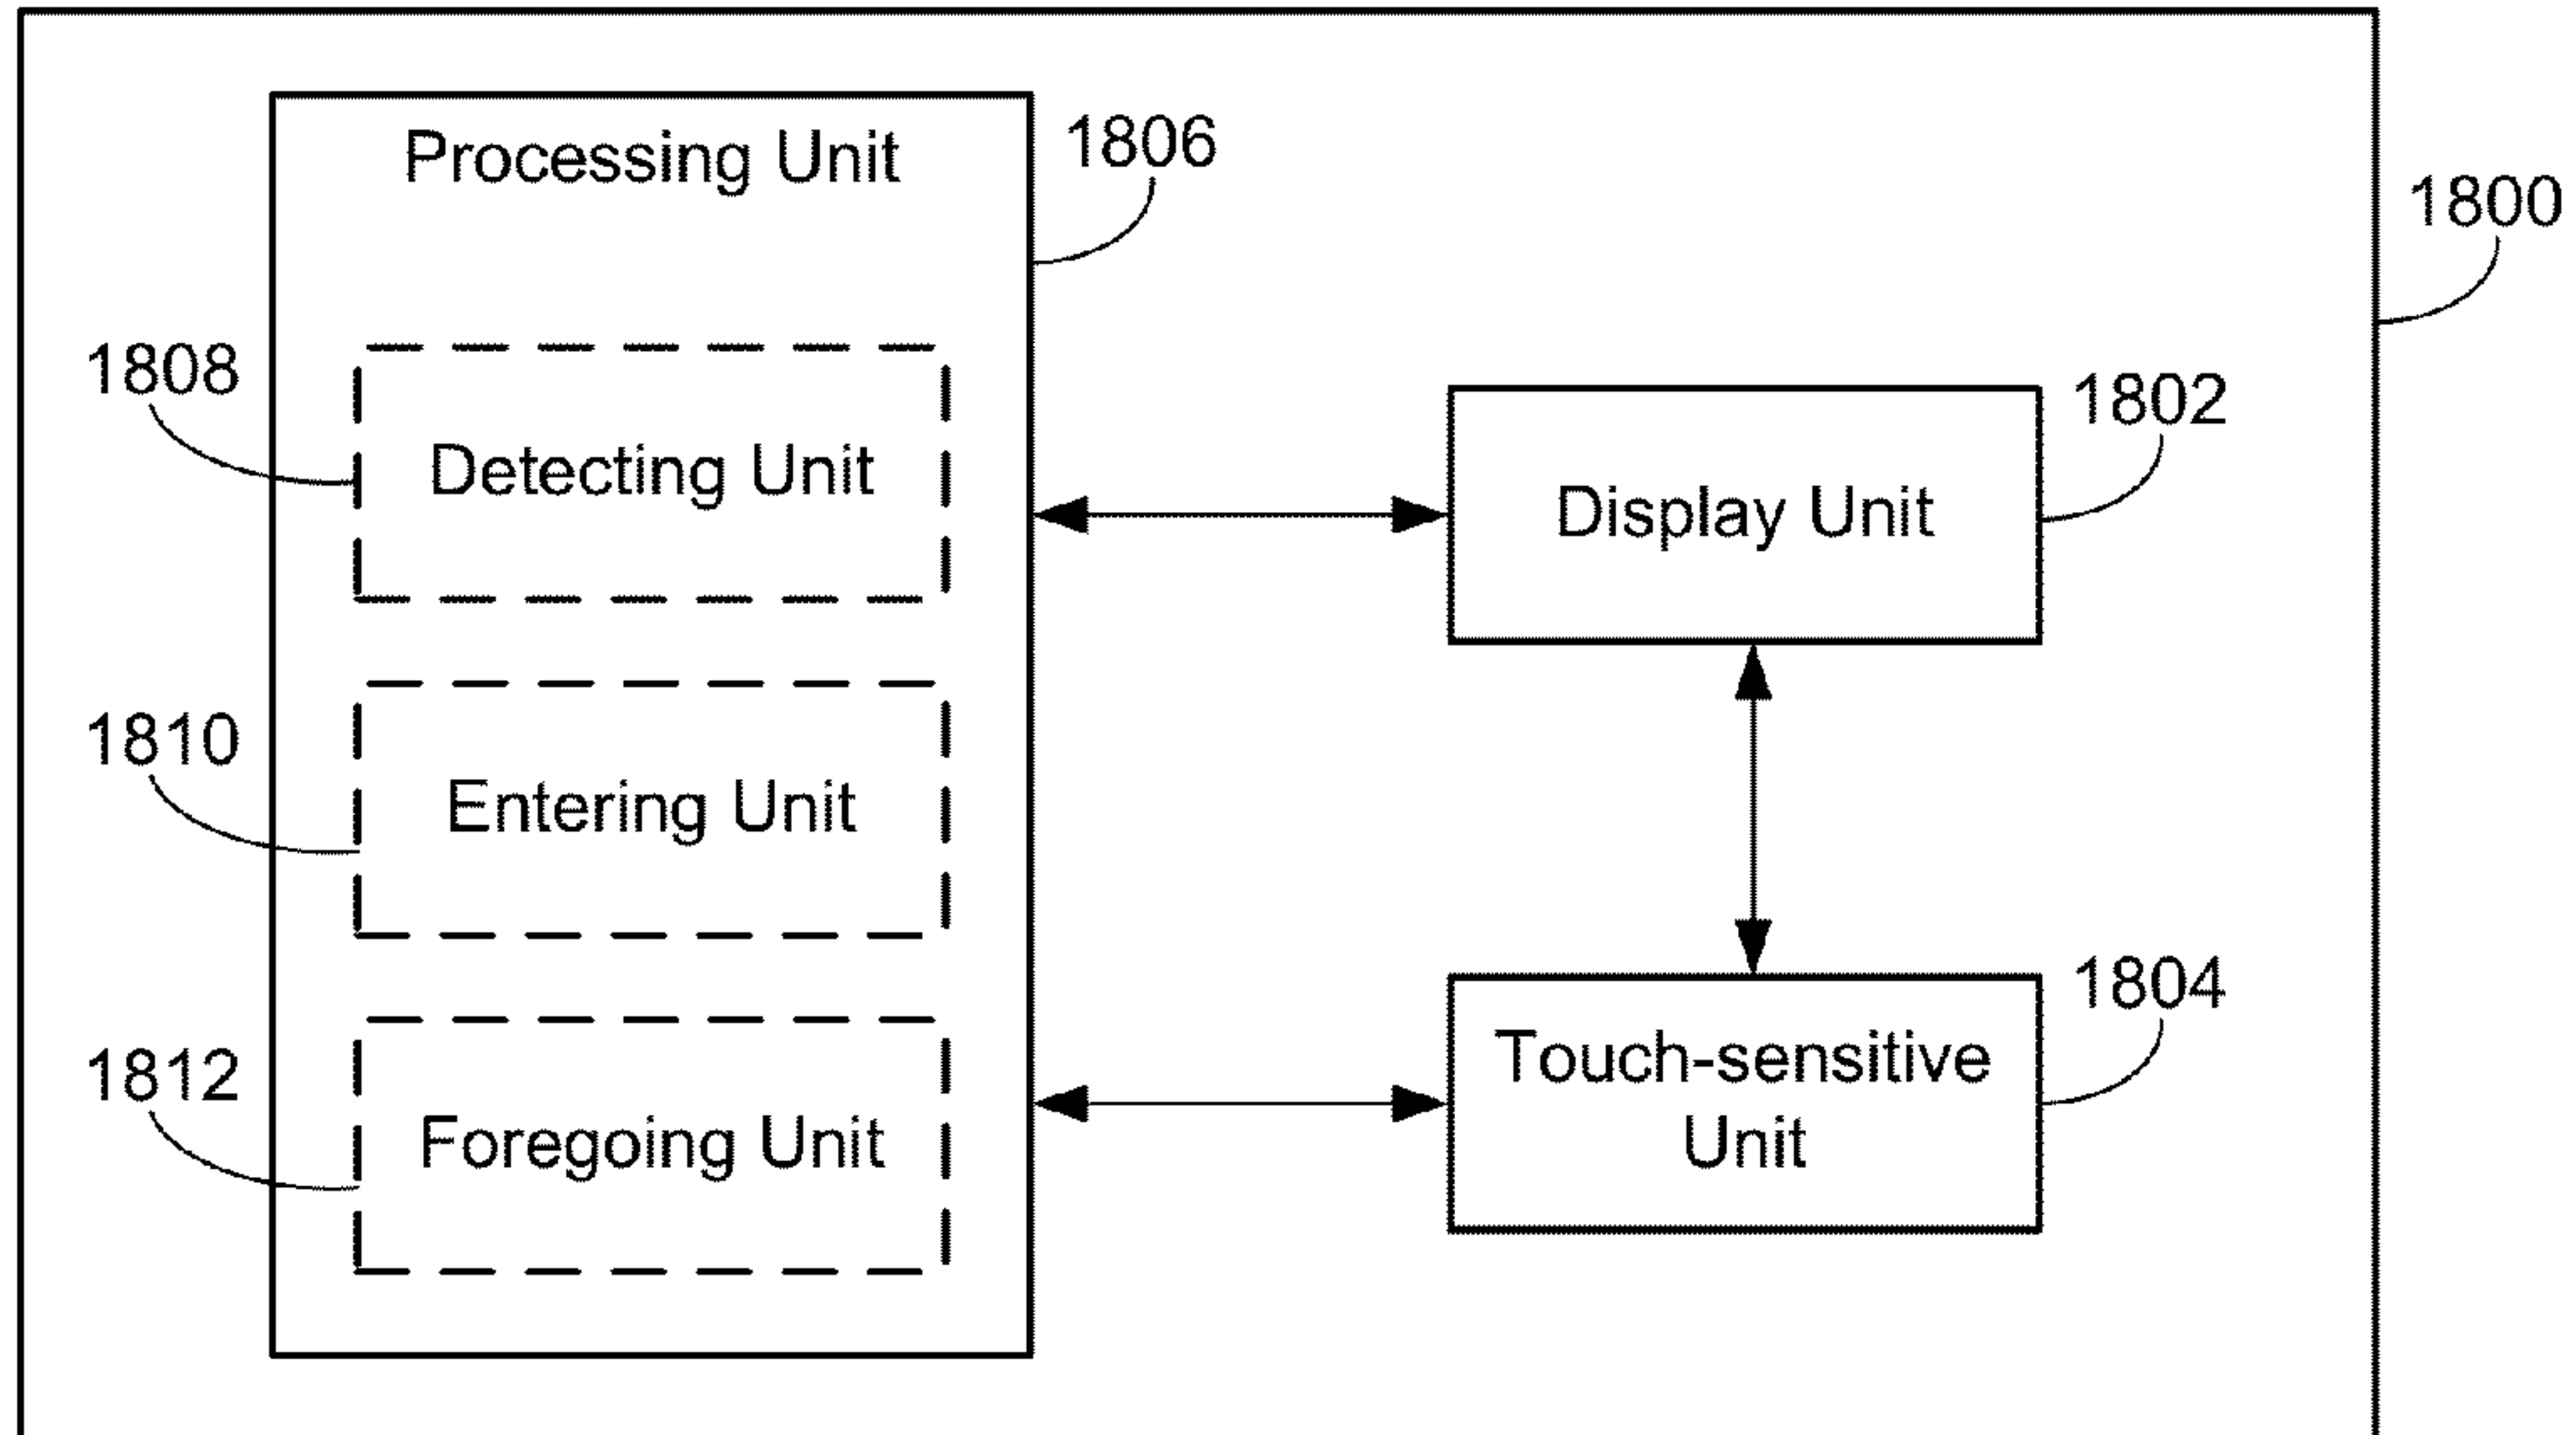 Processing Unit
1806
1800
1808
Detecting Unit
1802
Display Unit
1810
Entering Unit
1804
Touch-sensitive
Unit
1812
Foregoing Unit